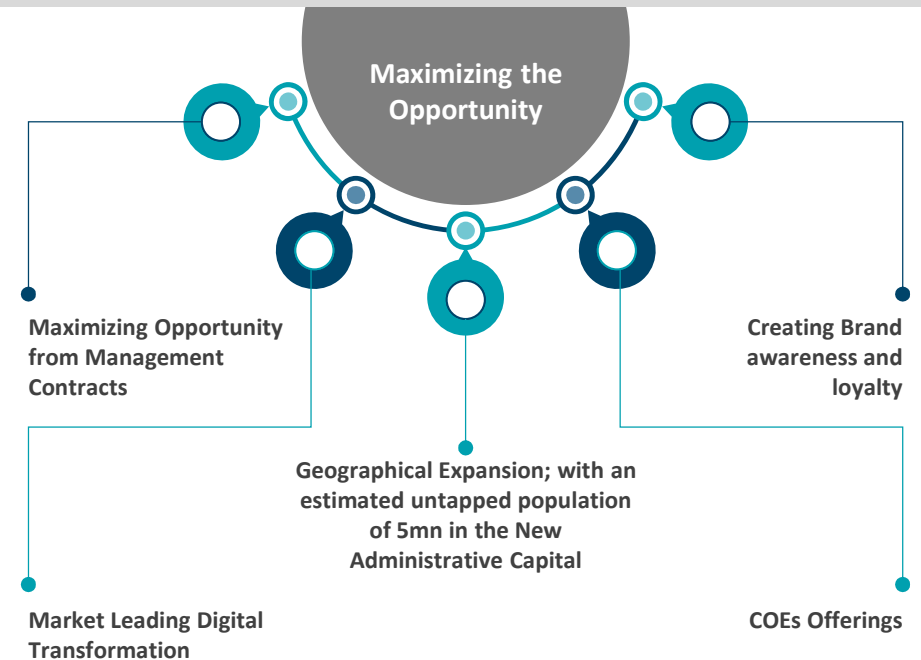 Maximizing the
Opportunity
Maximizing Opportunity
from Management
Contracts
Creating Brand
awareness and
loyalty
Geographical Expansion; with an
estimated untapped population
of 5mn in the New
Administrative Capital
Market Leading Digital
Transformation
COEs Offerings